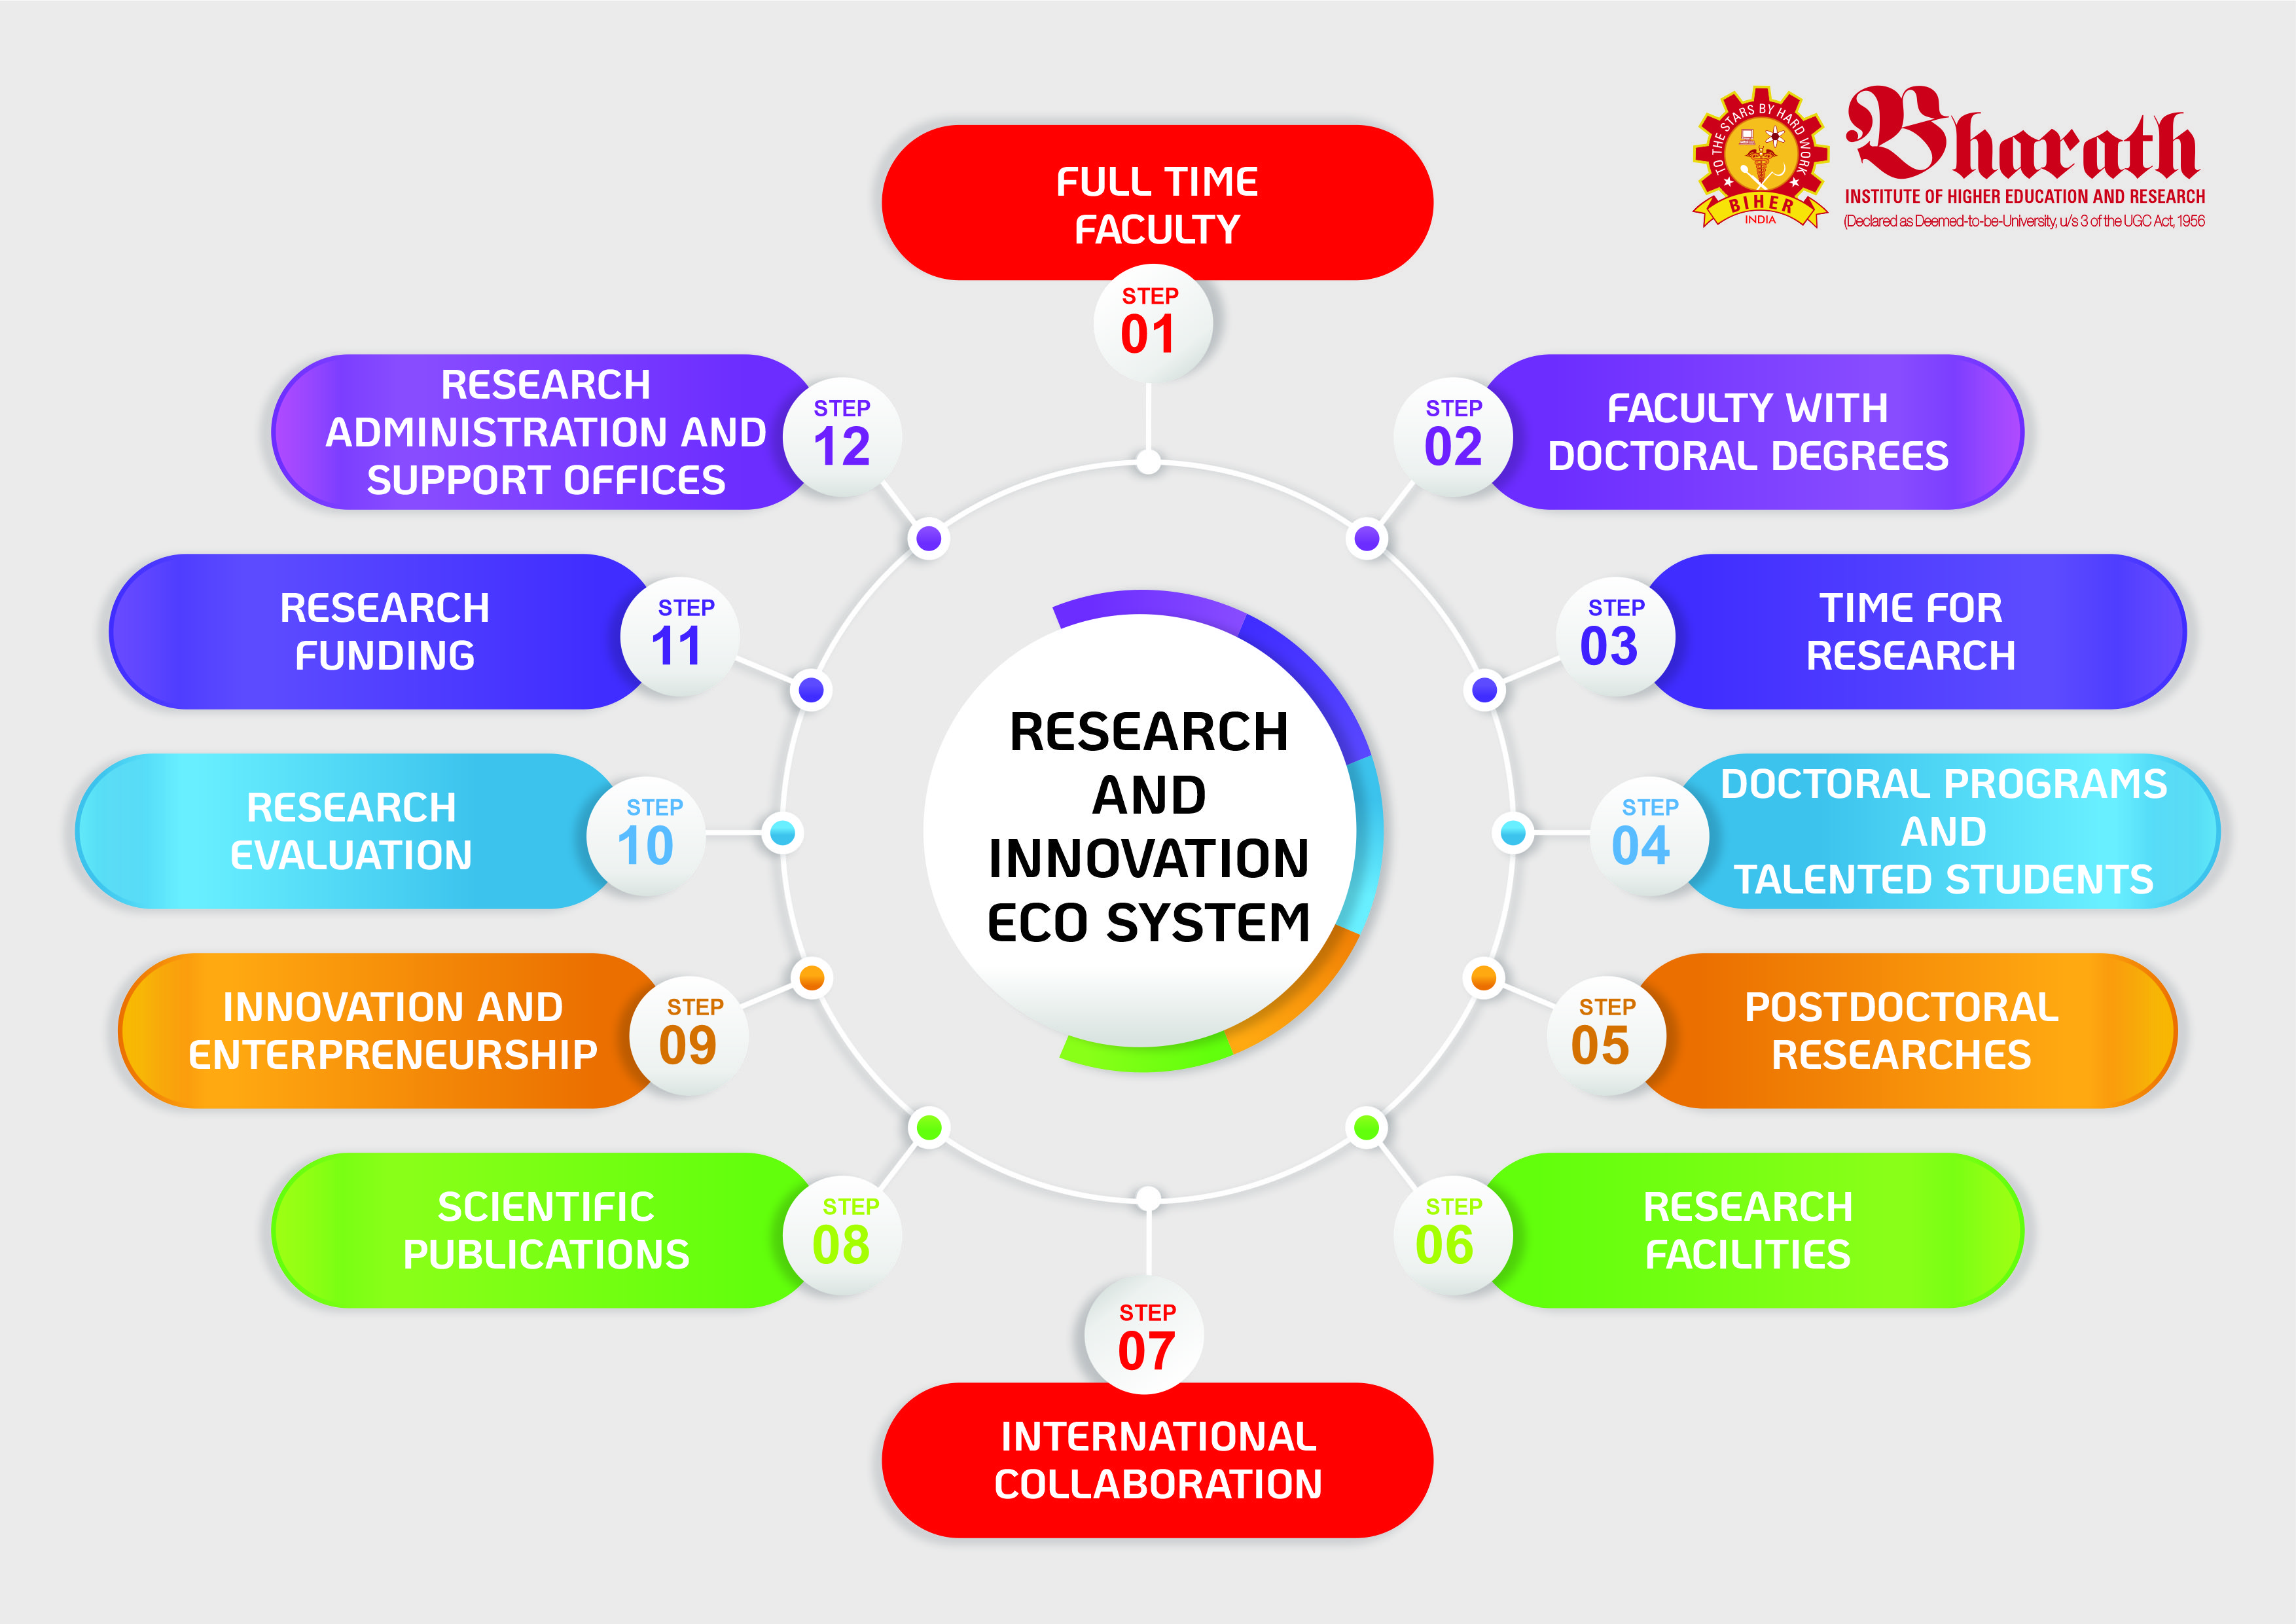 TO THE STARS BY HARD WORK
BIHER
INDIA
Bharath
INSTITUTE OF HIGHER EDUCATION AND RESEARCH
(Declared as Deemed-to-be-University, u/s 3 of the UGC Act, 1956
FULL TIME
FACULTY
STEP
01
FACULTY WITH
DOCTORAL DEGREES
STEP
02
TIME FOR
RESEARCH
STEP
03
DOCTORAL PROGRAMS
AND
TALENTED STUDENTS
STEP
04
POSTDOCTORAL
RESEARCHES
STEP
05
RESEARCH
FACILITIES
STEP
06
STEP
07
INTERNATIONAL
COLLABORATION
SCIENTIFIC
PUBLICATIONS
STEP
08
INNOVATION AND
ENTERPRENEURSHIP
STEP
09
RESEARCH
EVALUATION
STEP
10
RESEARCH
FUNDING
STEP
11
RESEARCH
ADMINISTRATION AND
SUPPORT OFFICES
STEP
12
RESEARCH
AND
INNOVATION
ECO SYSTEM